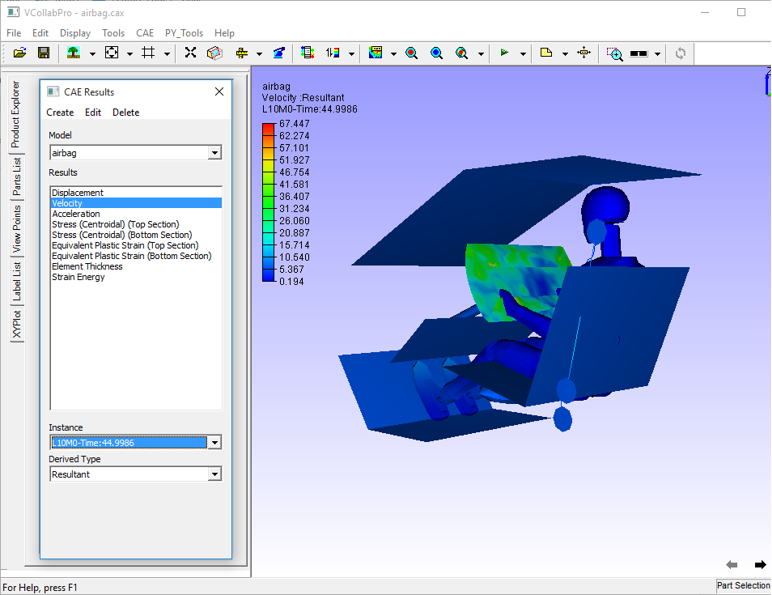 VCollabPro - airbag.cax
File Edit Display Tools CAE PY_Tools Help
CAE Results
Create Edit Delete
Model
airbag
Results
Displacement
Velocity
Acceleration
Stress (Centroidal) (Top Section)
Stress (Centroidal) (Bottom Section)
Equivalent Plastic Strain (Top Section)
Equivalent Plastic Strain (Bottom Section)
Element Thickness
Strain Energy
Instance
L10M0-Time:44.9986
Derived Type
Resultant
Product Explorer
Parts List
View Points
Label List
XYPlot
airbag
Velocity :Resultant
L10M0-Time:44.9986
67.447
62.274
57.101
51.927
46.754
41.581
36.407
31.234
26.060
20.887
15.714
10.540
5.367
0.194
For Help, press F1
Part Selection